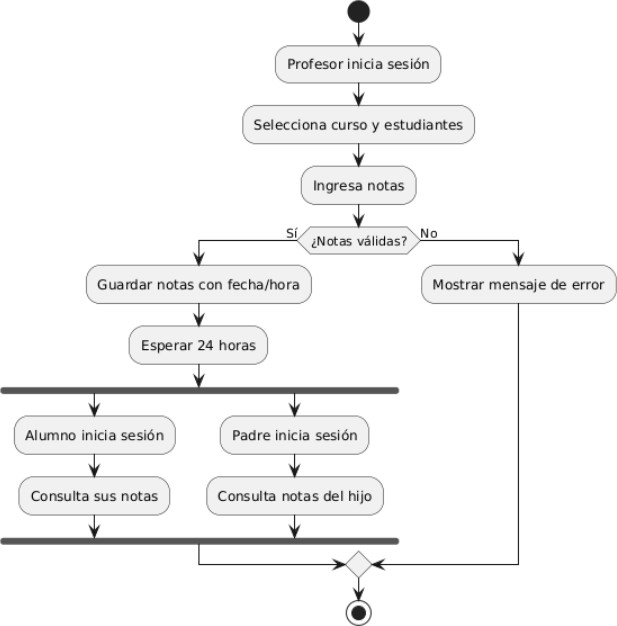 Profesor inicia sesión
Selecciona curso y estudiantes
Ingresa notas
Sí
¿Notas válidas?
No
Guardar notas con fecha/hora
Mostrar mensaje de error
Esperar 24 horas
Alumno inicia sesión
Padre inicia sesión
Consulta sus notas
Consulta notas del hijo